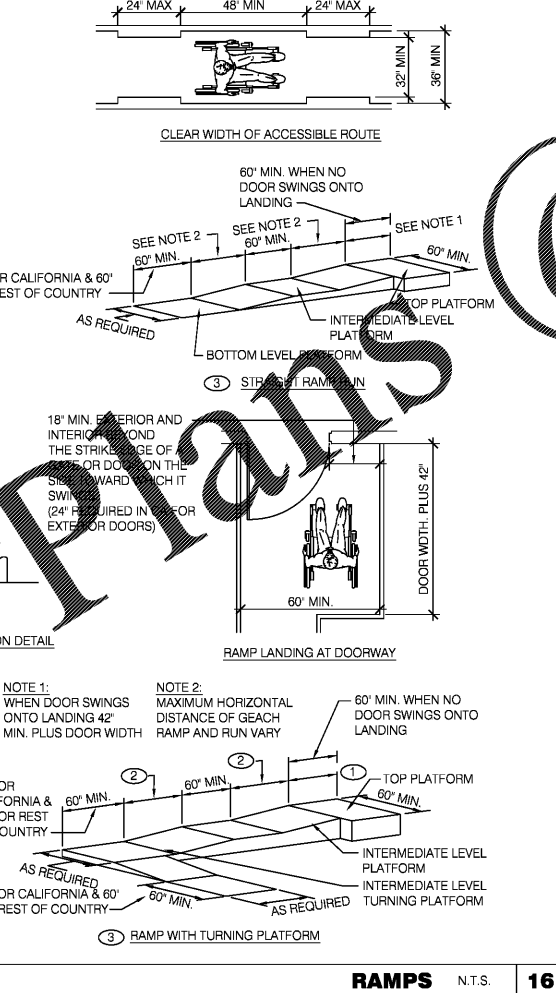 24" MAX 48" MIN 24" MAX
32" MIN
36" MIN
CLEAR WIDTH OF ACCESSIBLE ROUTE
60" MIN. WHEN NO
DOOR SWINGS ONTO
LANDING
SEE NOTE 2
SEE NOTE 2
SEE NOTE 1
60" MIN.
60" MIN.
60" MIN.
OR CALIFORNIA & 60"
REST OF COUNTRY
AS REQUIRED
TOP PLATFORM
INTERMEDIATE LEVEL
PLATFORM
BOTTOM LEVEL PLATFORM
3 STRAIGHT RAMP RUN
Plans
18" MIN. EXTERIOR AND
INTERIOR BEYOND
THE STRIKE EDGE OF A
GATE OR DOOR ON THE
SIDE TOWARD WHICH IT
SWINGS
(24" REQUIRED IN CA FOR
EXTERIOR DOORS)
DOOR WDTH. PLUS 42"
60" MIN.
ON DETAIL
RAMP LANDING AT DOORWAY
NOTE 1:
WHEN DOOR SWINGS
ONTO LANDING 42"
MIN. PLUS DOOR WIDTH
NOTE 2:
MAXIMUM HORIZONTAL
DISTANCE OF GEACH
RAMP AND RUN VARY
60" MIN. WHEN NO
DOOR SWINGS ONTO
LANDING
2
2
1
60" MIN.
60" MIN.
60" MIN.
TOP PLATFORM
OR
FORNIA &
OR REST
COUNTRY
INTERMEDIATE LEVEL
PLATFORM
AS REQUIRED
OR CALIFORNIA & 60"
REST OF COUNTRY
60" MIN.
AS REQUIRED
INTERMEDIATE LEVEL
TURNING PLATFORM
3 RAMP WITH TURNING PLATFORM
RAMPS N.T.S. 16